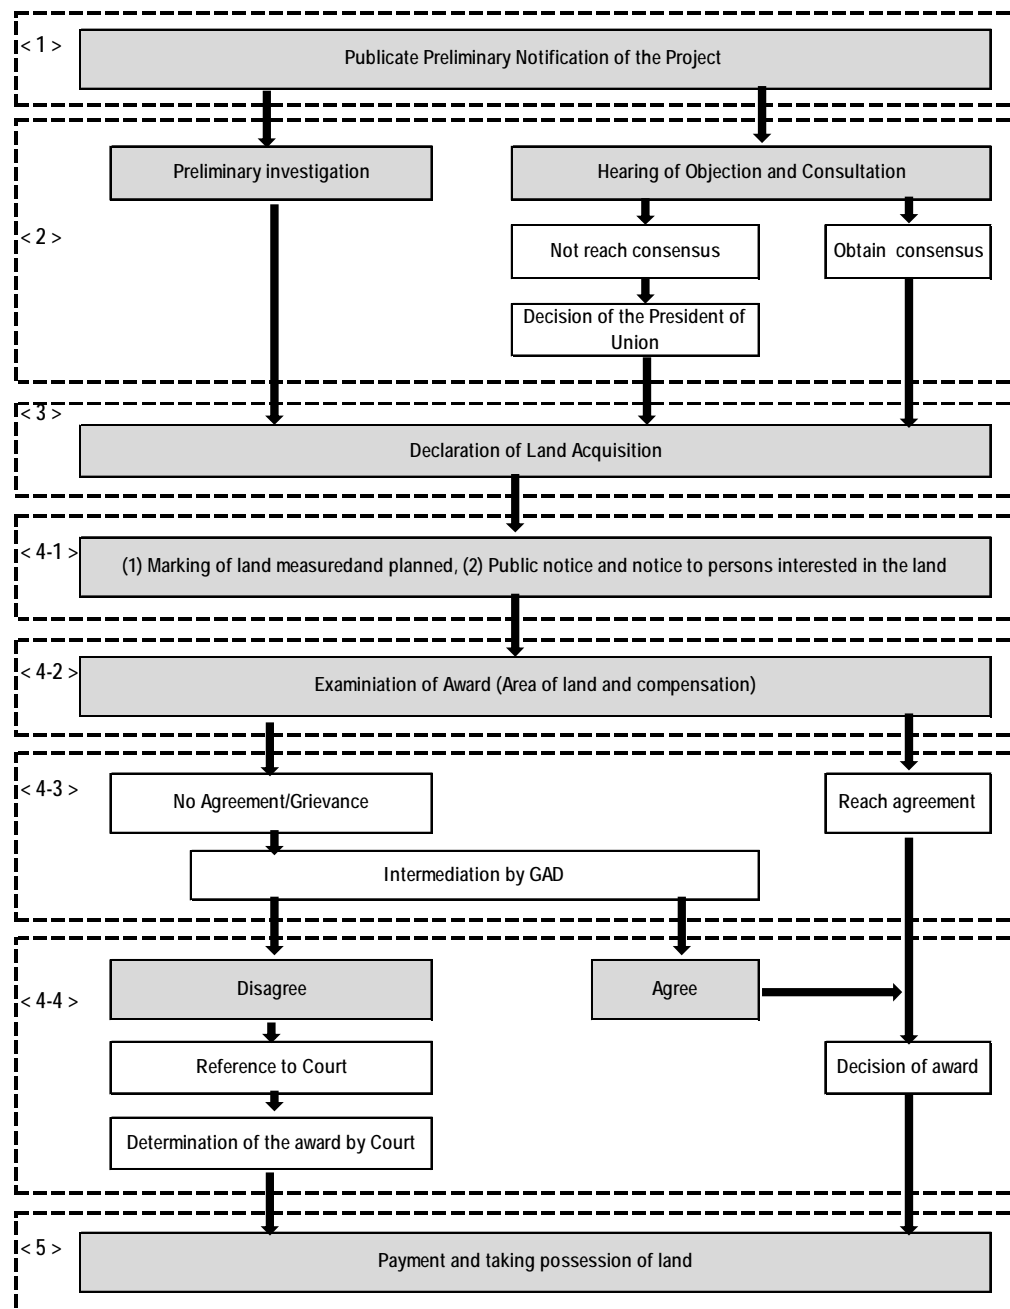 < 1 >
Publicate Preliminary Notification of the Project
Preliminary investigation
Hearing of Objection and Consultation
< 2 >
Not reach consensus
Obtain consensus
Decision of the President of
Union
< 3 >
Declaration of Land Acquisition
< 4-1 >
(1) Marking of land measuredand planned, (2) Public notice and notice to persons interested in the land
< 4-2 >
Examiniation of Award (Area of land and compensation)
< 4-3 >
No Agreement/Grievance
Reach agreement
Intermediation by GAD
< 4-4 >
Disagree
Agree
Reference to Court
Decision of award
Determination of the award by Court
< 5 >
Payment and taking possession of land